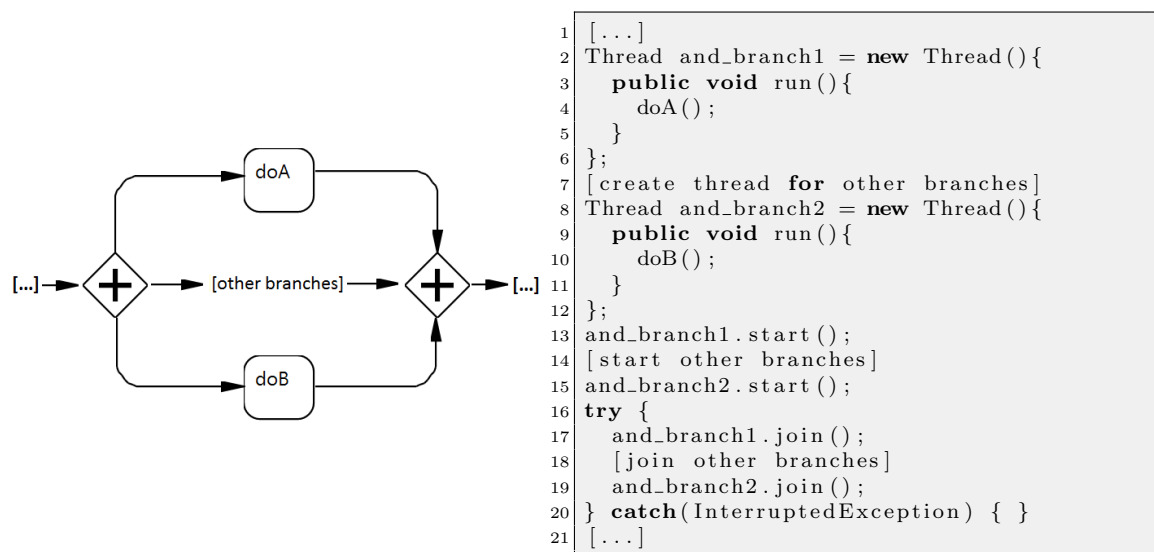 doA
[...]
[other branches]
[...]
doB
1 [...]
2 Thread and_branch1 = new Thread(){
3 public void run(){
4 doA();
5 }
6 };
7 [create thread for other branches]
8 Thread and_branch2 = new Thread(){
9 public void run(){
10 doB();
11 }
12 };
13 and_branch1.start();
14 [start other branches]
15 and_branch2.start();
16 try {
17 and_branch1.join();
18 [join other branches]
19 and_branch2.join();
20 } catch(InterruptedException) { }
21 [...]